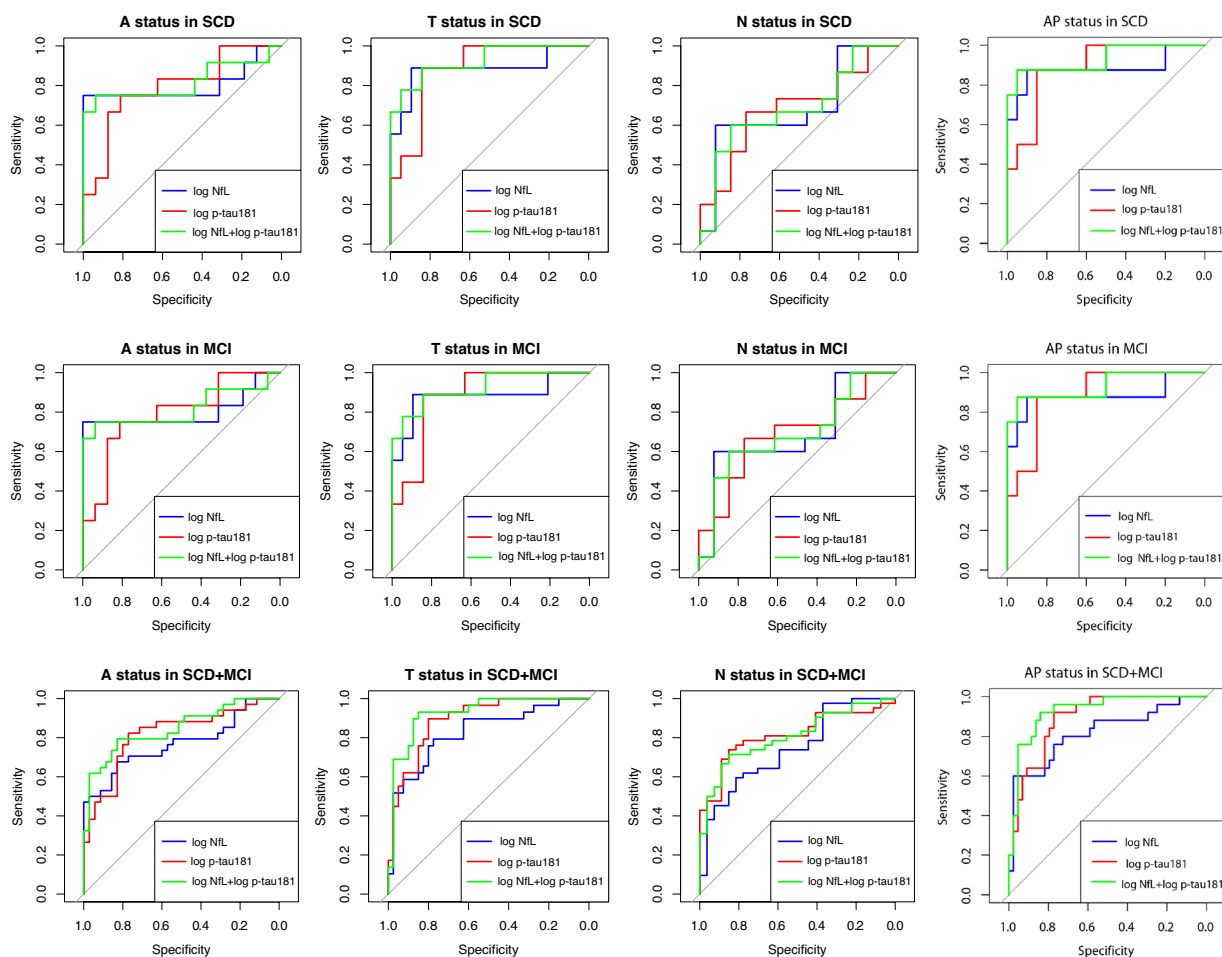 A status in SCD
1.0
0.8
0.6
0.4
0.2
0.0
Sensitivity
log NfL
log p-tau181
log NfL+log p-tau181
1.0 0.8 0.6 0.4 0.2 0.0
Specificity
T status in SCD
1.0
0.8
0.6
0.4
0.2
0.0
Sensitivity
log NfL
log p-tau181
log NfL+log p-tau181
1.0 0.8 0.6 0.4 0.2 0.0
Specificity
N status in SCD
1.0
0.8
0.6
0.4
0.2
0.0
Sensitivity
log NfL
log p-tau181
log NfL+log p-tau181
1.0 0.8 0.6 0.4 0.2 0.0
Specificity
AP status in SCD
1.0
0.8
0.6
0.4
0.2
0.0
Sensitivity
log NfL
log p-tau181
log NfL+log p-tau181
1.0 0.8 0.6 0.4 0.2 0.0
Specificity
A status in MCI
1.0
0.8
0.6
0.4
0.2
0.0
Sensitivity
log NfL
log p-tau181
log NfL+log p-tau181
1.0 0.8 0.6 0.4 0.2 0.0
Specificity
T status in MCI
1.0
0.8
0.6
0.4
0.2
0.0
Sensitivity
log NfL
log p-tau181
log NfL+log p-tau181
1.0 0.8 0.6 0.4 0.2 0.0
Specificity
N status in MCI
1.0
0.8
0.6
0.4
0.2
0.0
Sensitivity
log NfL
log p-tau181
log NfL+log p-tau181
1.0 0.8 0.6 0.4 0.2 0.0
Specificity
AP status in MCI
1.0
0.8
0.6
0.4
0.2
0.0
Sensitivity
log NfL
log p-tau181
log NfL+log p-tau181
1.0 0.8 0.6 0.4 0.2 0.0
Specificity
A status in SCD+MCI
1.0
0.8
0.6
0.4
0.2
0.0
Sensitivity
log NfL
log p-tau181
log NfL+log p-tau181
1.0 0.8 0.6 0.4 0.2 0.0
Specificity
T status in SCD+MCI
1.0
0.8
0.6
0.4
0.2
0.0
Sensitivity
log NfL
log p-tau181
log NfL+log p-tau181
1.0 0.8 0.6 0.4 0.2 0.0
Specificity
N status in SCD+MCI
1.0
0.8
0.6
0.4
0.2
0.0
Sensitivity
log NfL
log p-tau181
log NfL+log p-tau181
1.0 0.8 0.6 0.4 0.2 0.0
Specificity
AP status in SCD+MCI
1.0
0.8
0.6
0.4
0.2
0.0
Sensitivity
log NfL
log p-tau181
log NfL+log p-tau181
1.0 0.8 0.6 0.4 0.2 0.0
Specificity